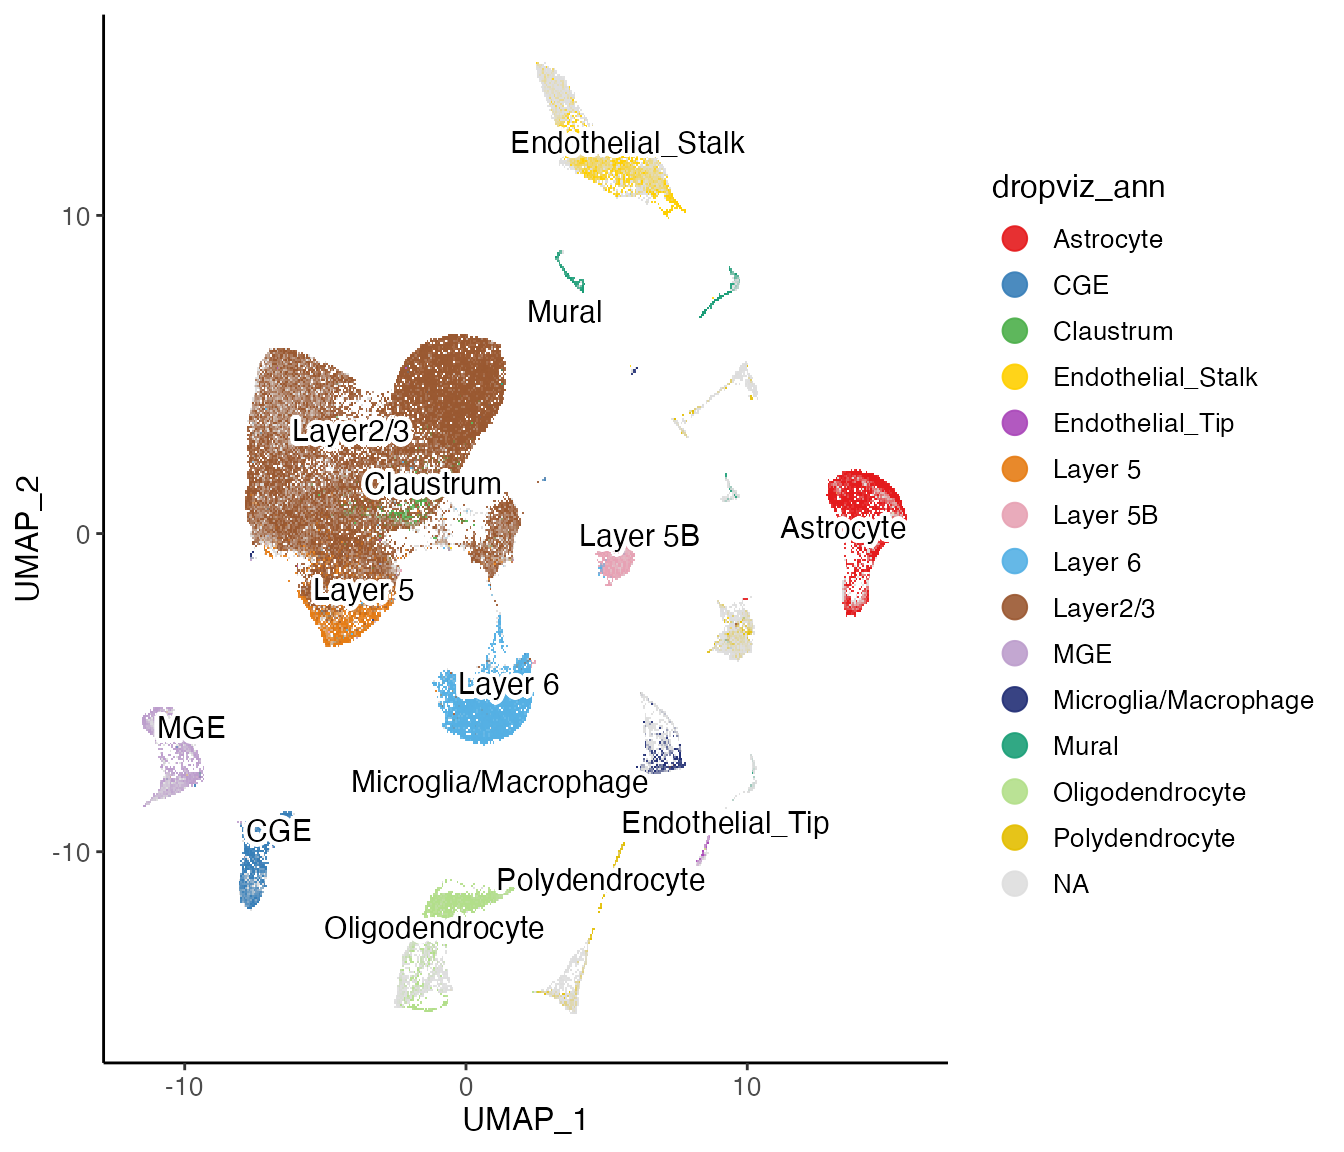 Endothelial_Stalk
Mural
Layer2/3
Claustrum
Layer 5B
Astrocyte
Layer 5
Layer 6
MGE
Microglia/Macrophage
Endothelial_Tip
CGE
Polydendrocyte
Oligodendrocyte
10
0
-10
UMAP_2
-10
0
10
UMAP_1
dropviz_ann
Astrocyte
CGE
Claustrum
Endothelial_Stalk
Endothelial_Tip
Layer 5
Layer 5B
Layer 6
Layer2/3
MGE
Microglia/Macrophage
Mural
Oligodendrocyte
Polydendrocyte
NA